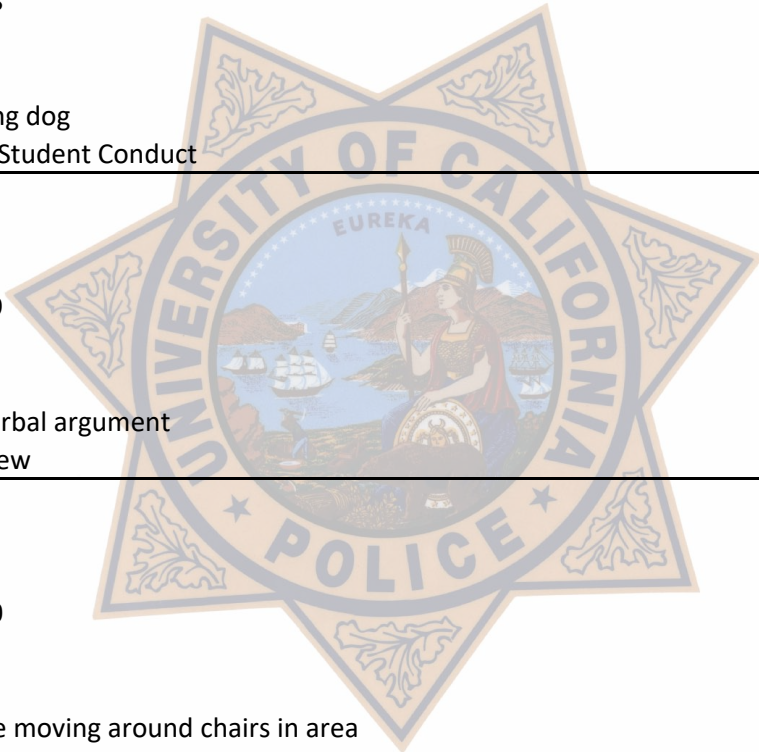 ng dog
Student Conduct
UNIVERSITY OF CALIFORNIA
EUREKA
rbal argument
ew
POLICE
e moving around chairs in area